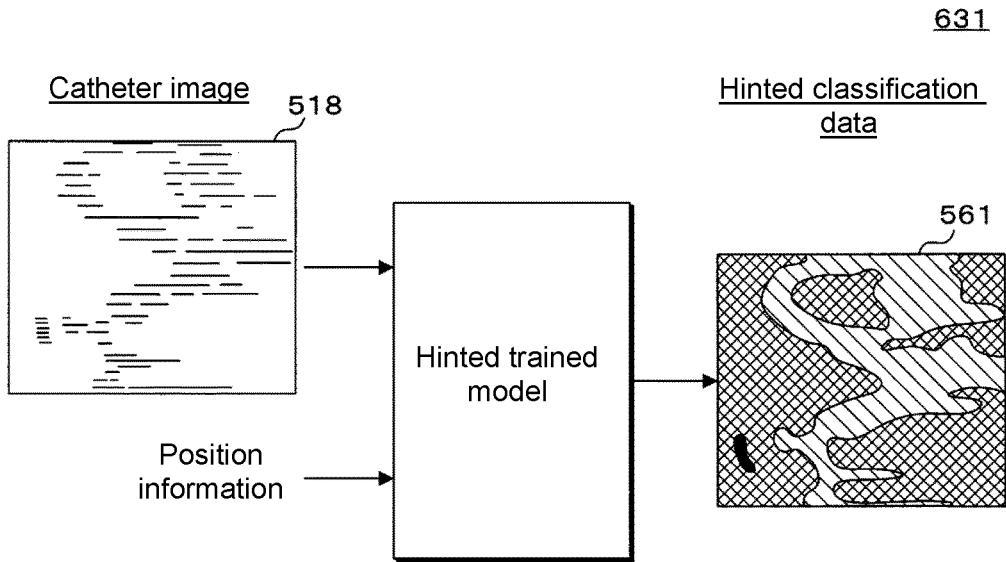 631
Catheter image
518
Hinted classification
data
561
Hinted trained
model
Position
information